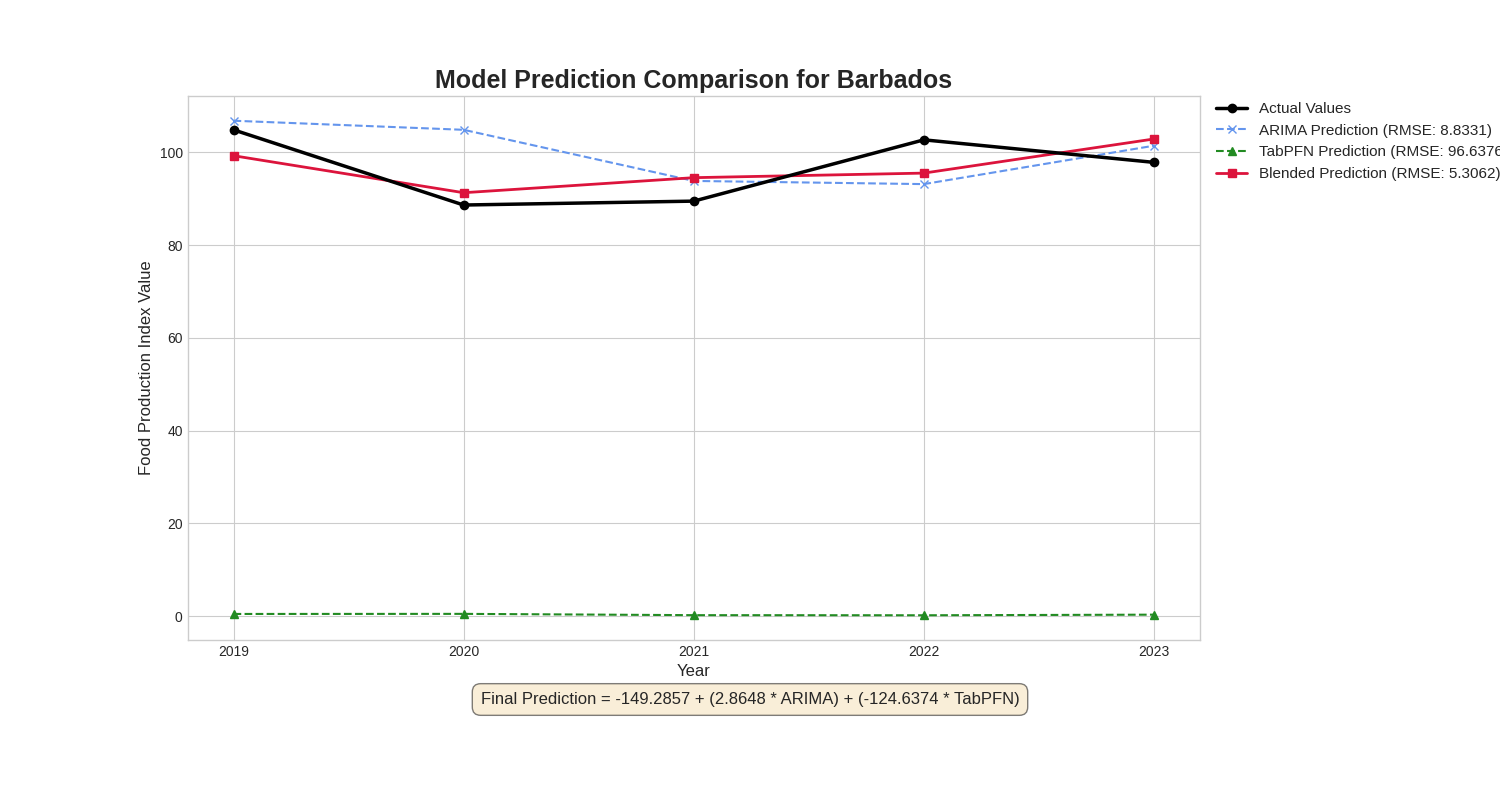 Model Prediction Comparison for Barbados
Actual Values
ARIMA Prediction (RMSE: 8.8331)
TabPFN Prediction (RMSE: 96.6376
Blended Prediction (RMSE: 5.3062)
Food Production Index Value
100
80
60
40
20
0
2019 2020 2021 2022 2023
Year
Final Prediction = -149.2857 + (2.8648 * ARIMA) + (-124.6374 * TabPFN)